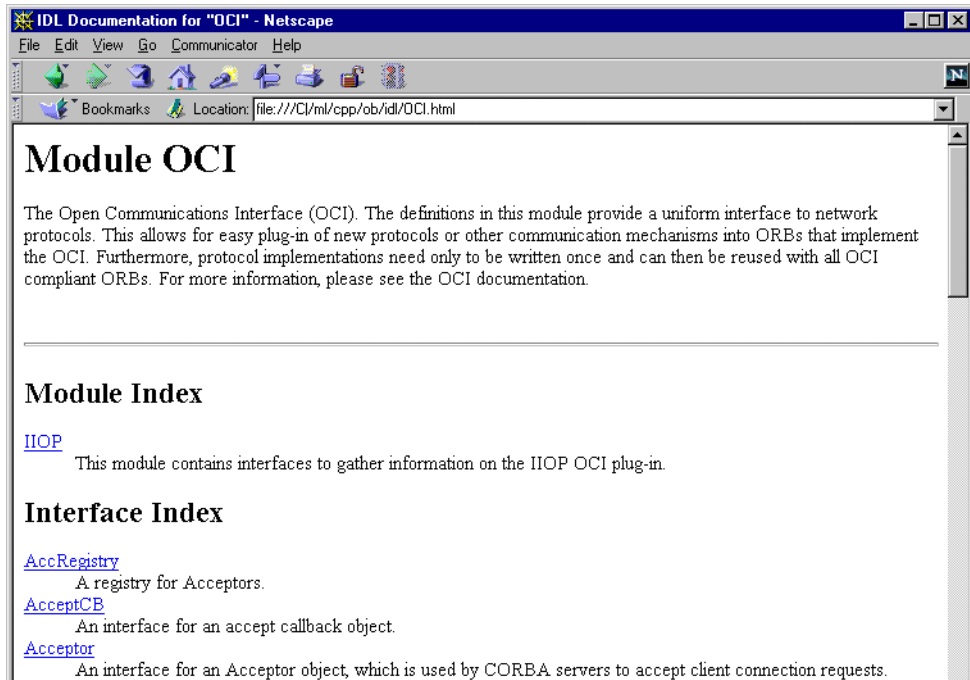 IDL Documentation for "OCI" - Netscape
File Edit View Go Communicator Help
N
Bookmarks Location: file:///C|/ml/cpp/ob/idl/OCI.html
Module OCI
The Open Communications Interface (OCI). The definitions in this module provide a uniform interface to network
protocols. This allows for easy plug-in of new protocols or other communication mechanisms into ORBs that implement
the OCI. Furthermore, protocol implementations need only to be written once and can then be reused with all OCI
compliant ORBs. For more information, please see the OCI documentation.
Module Index
IIOP
This module contains interfaces to gather information on the IIOP OCI plug-in.
Interface Index
AccRegistry
A registry for Acceptors.
AcceptCB
An interface for an accept callback object.
Acceptor
An interface for an Acceptor object, which is used by CORBA servers to accept client connection requests.